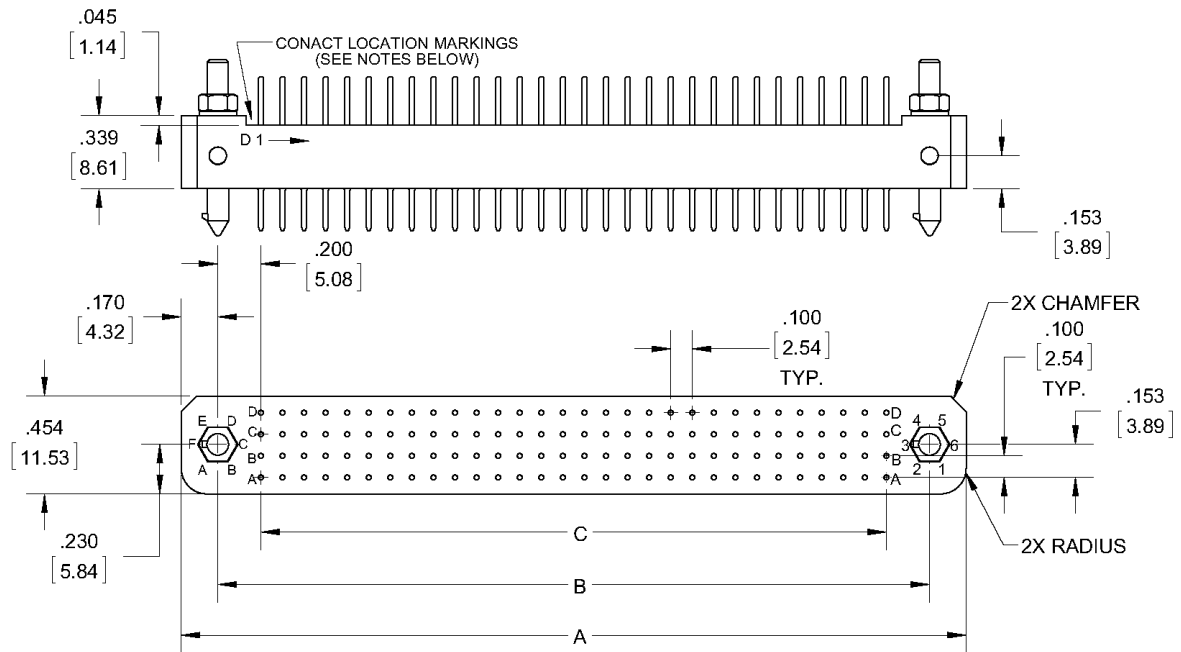 .045
[1.14]
CONACT LOCATION MARKINGS
(SEE NOTES BELOW)
.339
[8.61]
D 1
.153
[3.89]
.200
[5.08]
.170
[4.32]
2X CHAMFER
.100
[2.54]
TYP.
.100
[2.54]
TYP.
.153
[3.89]
.454
[11.53]
E D
F C
A B
D
C
B
A
D
C
B
A
4 5
3 6
2 1
.230
[5.84]
2X RADIUS
C
B
A